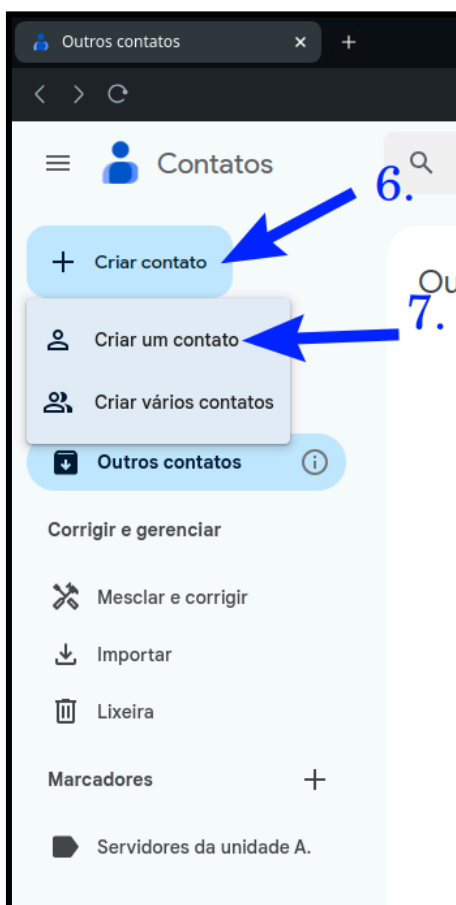 Outros contatos
Contatos
6.
Criar contato
Ou
7.
Criar um contato
Criar vários contatos
Outros contatos
Corrigir e gerenciar
Mesclar e corrigir
Importar
Lixeira
Marcadores
Servidores da unidade A.